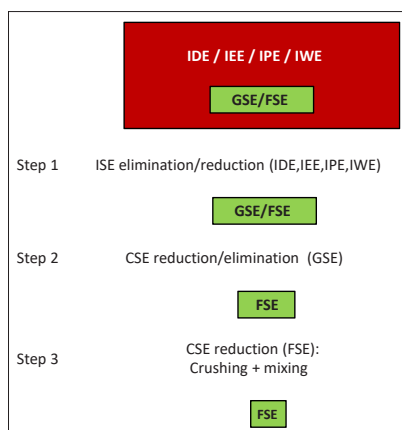 IDE / IEE / IPE / IWE
GSE/FSE
Step 1 ISE elimination/reduction (IDE,IEE,IPE,IWE)
GSE/FSE
Step 2 CSE reduction/elimination (GSE)
FSE
Step 3 CSE reduction (FSE):
Crushing + mixing
FSE